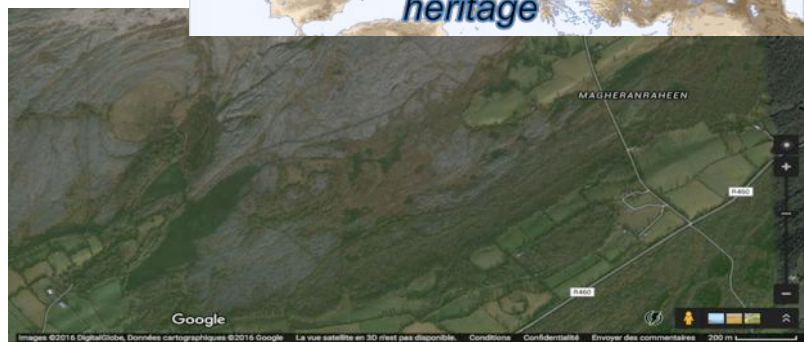 heritage
MAGHERANRAHEEN
R460
R460
Google
Images ©2016 DigitalGlobe, Données cartographiques ©2016 Google La vue satellite en 3D n'est pas disponible. Conditions Confidentialité Envoyer des commentaires 200 m